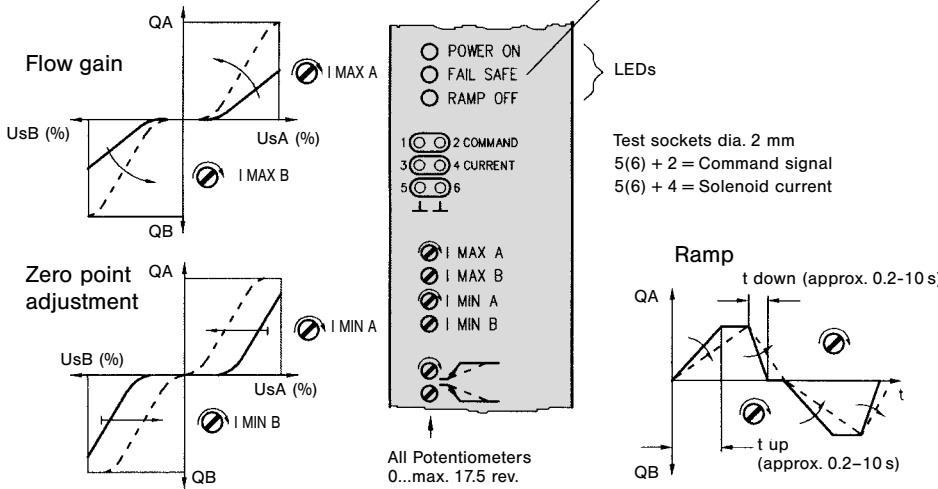 QA
Flow gain
I MAX A
UsB (%)
UsA (%)
I MAX B
QB
Zero point
adjustment
QA
I MIN A
UsB (%)
UsA (%)
I MIN B
QB
POWER ON
FAIL SAFE
RAMP OFF
LEDs
1 2 COMMAND
3 4 CURRENT
5 6
Test sockets dia. 2 mm
5(6) + 2 = Command signal
5(6) + 4 = Solenoid current
I MAX A
I MAX B
I MIN A
I MIN B
All Potentiometers
0...max. 17.5 rev.
Ramp
t down (approx. 0.2-10 s)
QA
t
t up
(approx. 0.2-10 s)
QB